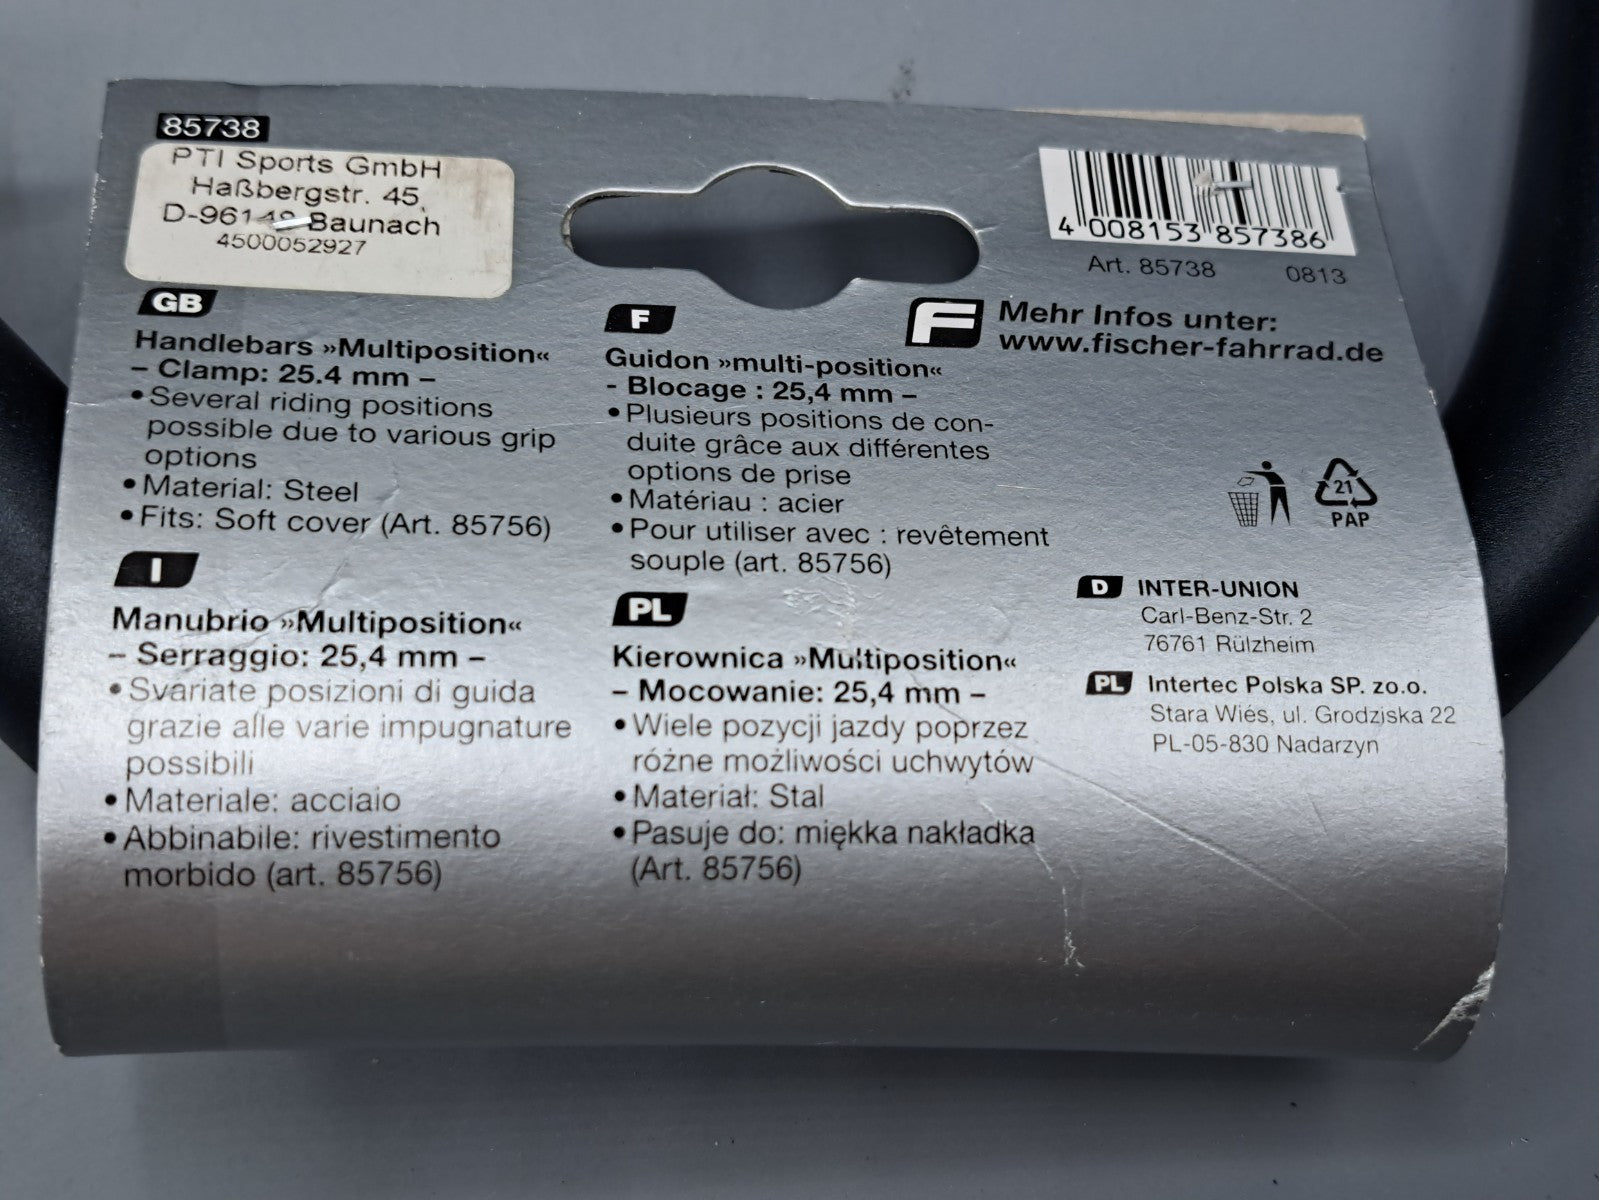 85738
PTI Sports GmbH
Haßbergstr. 45,
Baunach
4500052927
4 008153 857386
Art. 85738 0813
F Mehr Infos unter:
www.fischer-fahrrad.de
GB
Handlebars »Multiposition«
– Clamp: 25.4 mm –
• Several riding positions
possible due to various grip
options
• Material: Steel
• Fits: Soft cover (Art. 85756)
F
Guidon »multi-position«
- Blocage : 25,4 mm –
• Plusieurs positions de con-
duite grâce aux différentes
options de prise
• Matériau : acier
• Pour utiliser avec : revêtement
souple (art. 85756)
I
Manubrio »Multiposition«
– Serraggio: 25,4 mm –
• Svariate posizioni di guida
grazie alle varie impugnature
possibili
• Materiale: acciaio
• Abbinabile: rivestimento
morbido (art. 85756)
PL
Kierownica »Multiposition«
– Mocowanie: 25,4 mm –
• Wiele pozycji jazdy poprzez
różne możliwości uchwytów
• Materiał: Stal
• Pasuje do: miękka nakładka
(Art. 85756)
21
PAP
D INTER-UNION
Carl-Benz-Str. 2
76761 Rülzheim
PL Intertec Polska SP. zo.o.
Stara Wiés, ul. Grodziska 22
PL-05-830 Nadarzyn